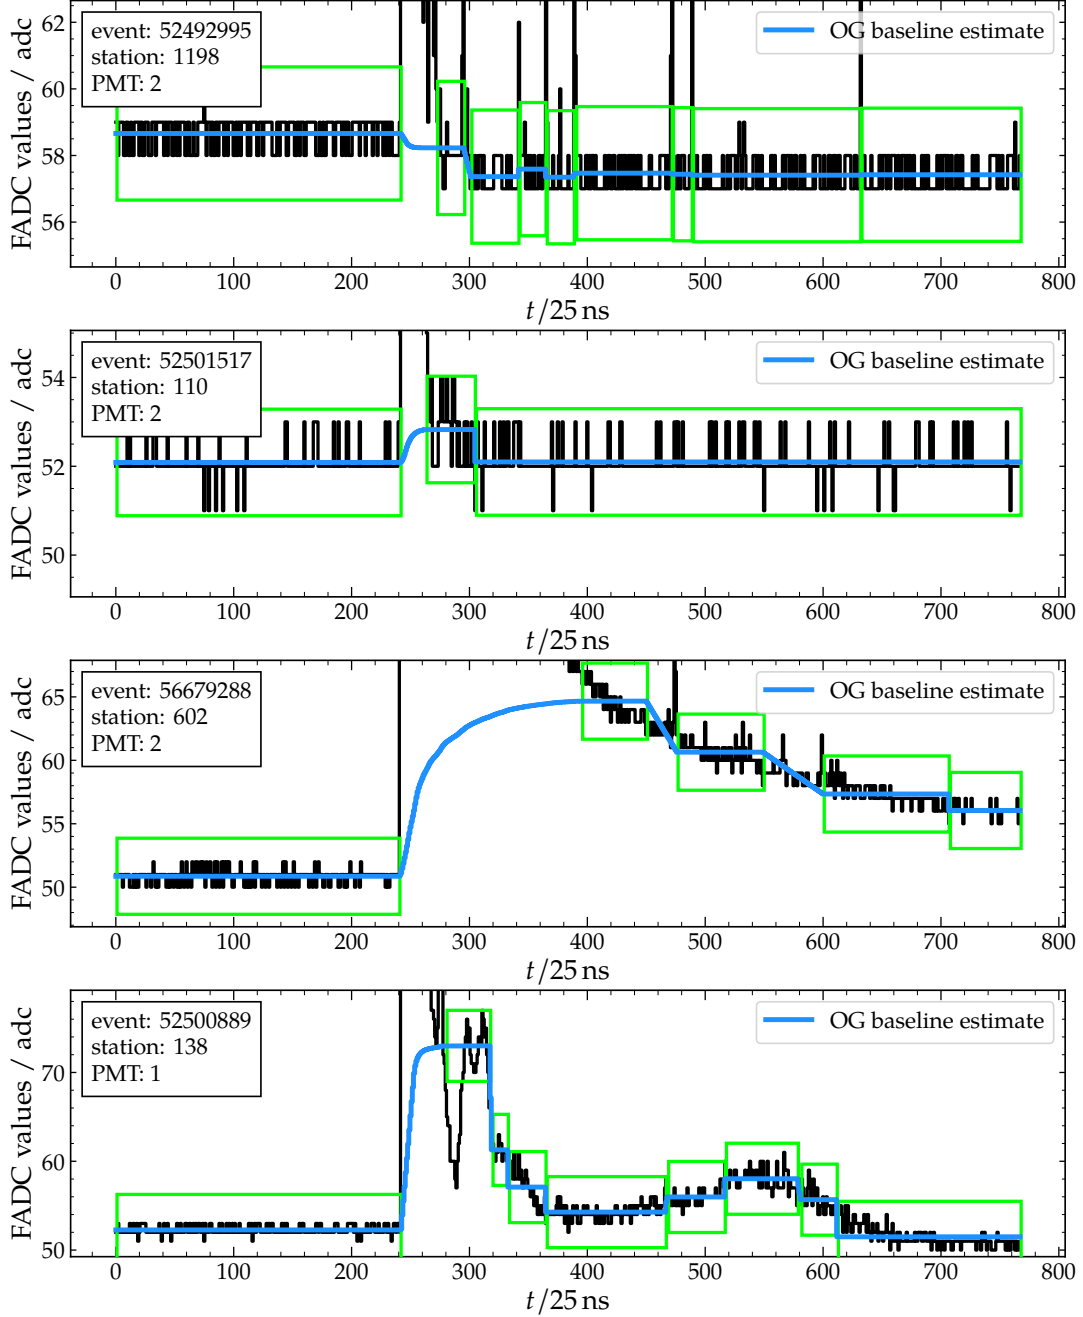 62
60
58
56
FADC values / adc
event: 52492995
station: 1198
PMT: 2
OG baseline estimate
0 100 200 300 400 500 600 700 800
t/25 ns
54
52
50
FADC values / adc
event: 52501517
station: 110
PMT: 2
OG baseline estimate
0 100 200 300 400 500 600 700 800
t/25 ns
65
60
55
50
FADC values / adc
event: 56679288
station: 602
PMT: 2
OG baseline estimate
0 100 200 300 400 500 600 700 800
t/25 ns
70
60
50
FADC values / adc
event: 52500889
station: 138
PMT: 1
OG baseline estimate
0 100 200 300 400 500 600 700 800
t/25 ns